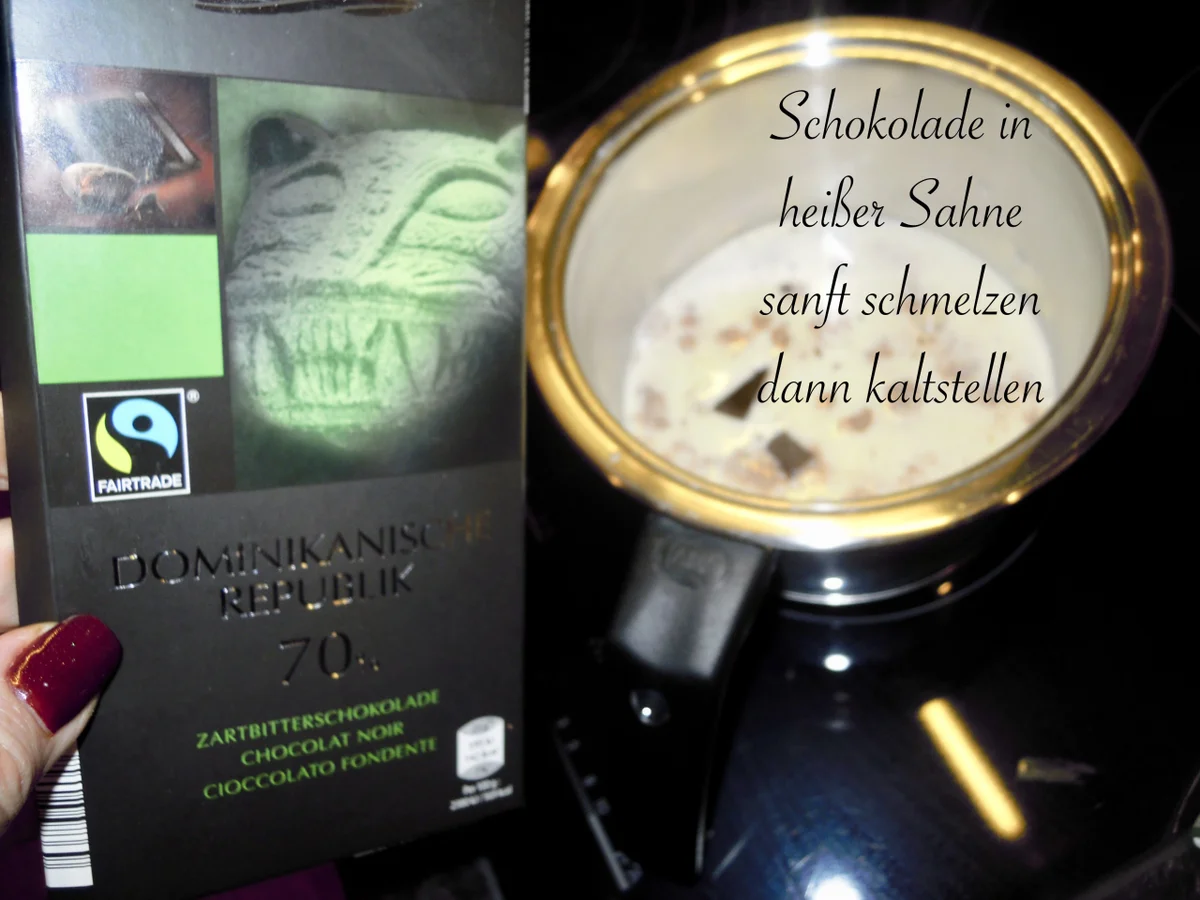 FAIRTRADE
®
DOMINIKANISCHE
REPUBLIK
70%
ZARTBITTERSCHOKOLADE
CHOCOLAT NOIR
CIOCCOLATO FONDENTE
Schokolade in
heißer Sahne
sanft schmelzen
dann kaltstellen